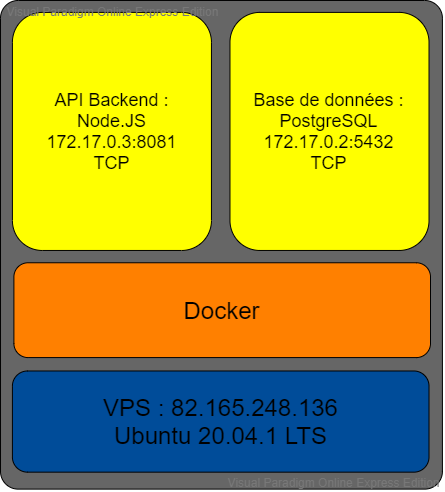 Visual Paradigm Online Express Edition
API Backend :
Node.JS
172.17.0.3:8081
TCP
Base de données :
PostgreSQL
172.17.0.2:5432
TCP
Docker
VPS : 82.165.248.136
Ubuntu 20.04.1 LTS
Visual Paradigm Online Express Edition